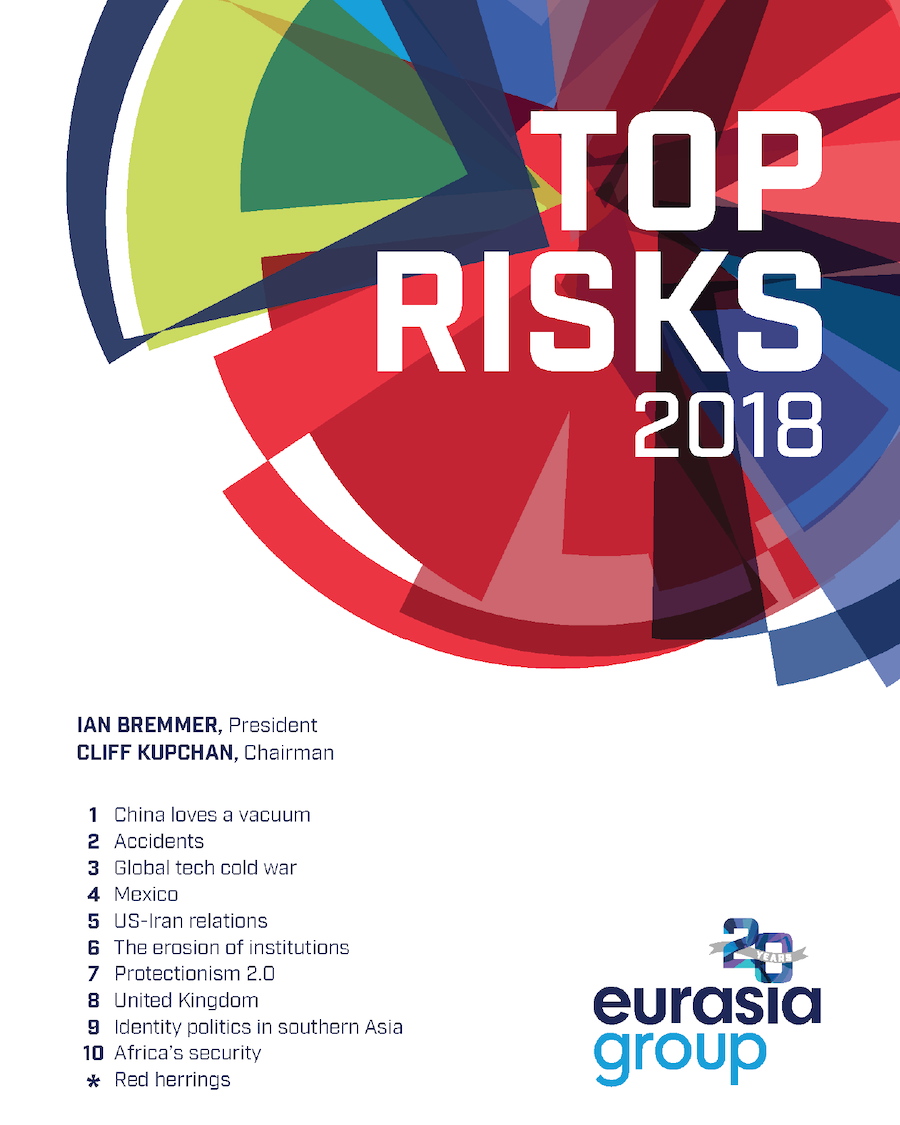 TOP
RISKS
2018
IAN BREMMER, President
CLIFF KUPCHAN, Chairman
1 China loves a vacuum
2 Accidents
3 Global tech cold war
4 Mexico
5 US-Iran relations
6 The erosion of institutions
7 Protectionism 2.0
8 United Kingdom
9 Identity politics in southern Asia
10 Africa's security
* Red herrings
20
YEARS
eurasia
group